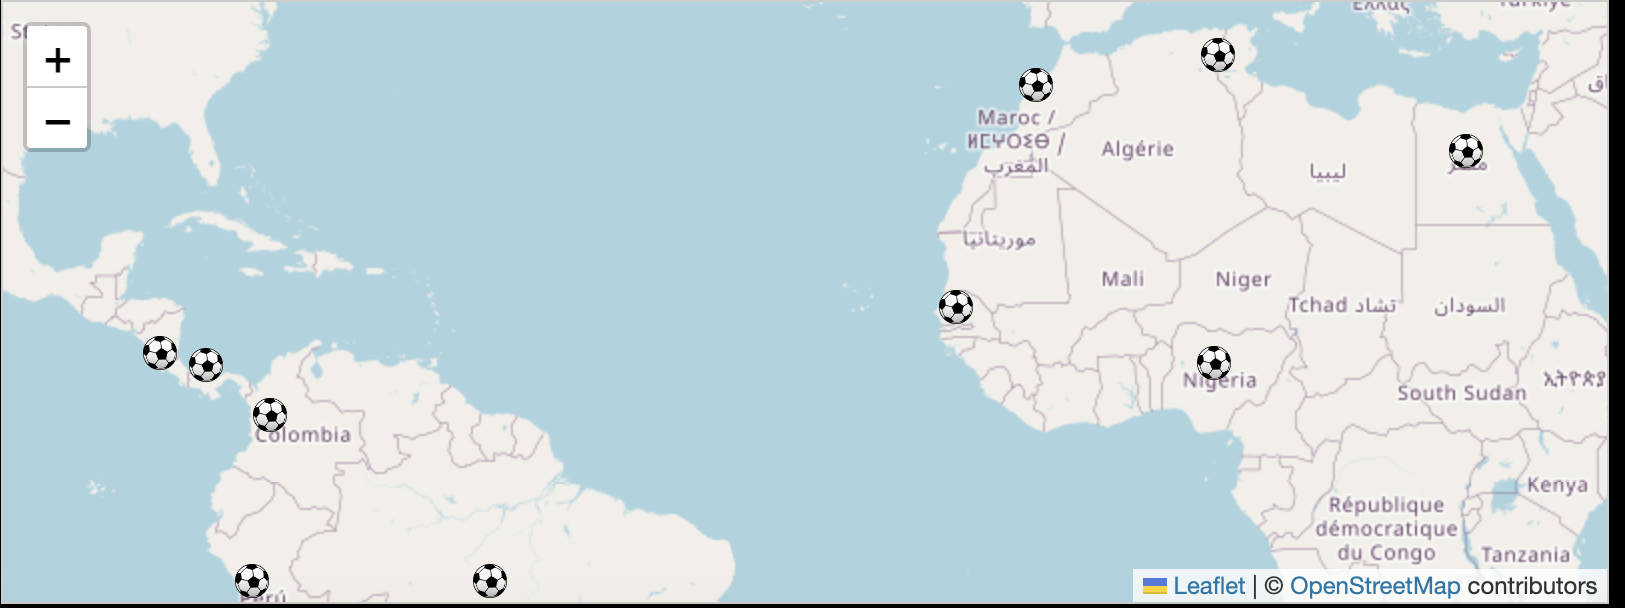 +
−
Maroc /
ⵍⵎⵖⵔⵉⴱ /
المغرب
Algérie
ليبيا
مصر
موريتانيا
Mali
Niger
Tchad تشاد
السودان
Nigeria
South Sudan
Colombia
Kenya
République
démocratique
du Congo
Tanzania
Perú
Leaflet | © OpenStreetMap contributors